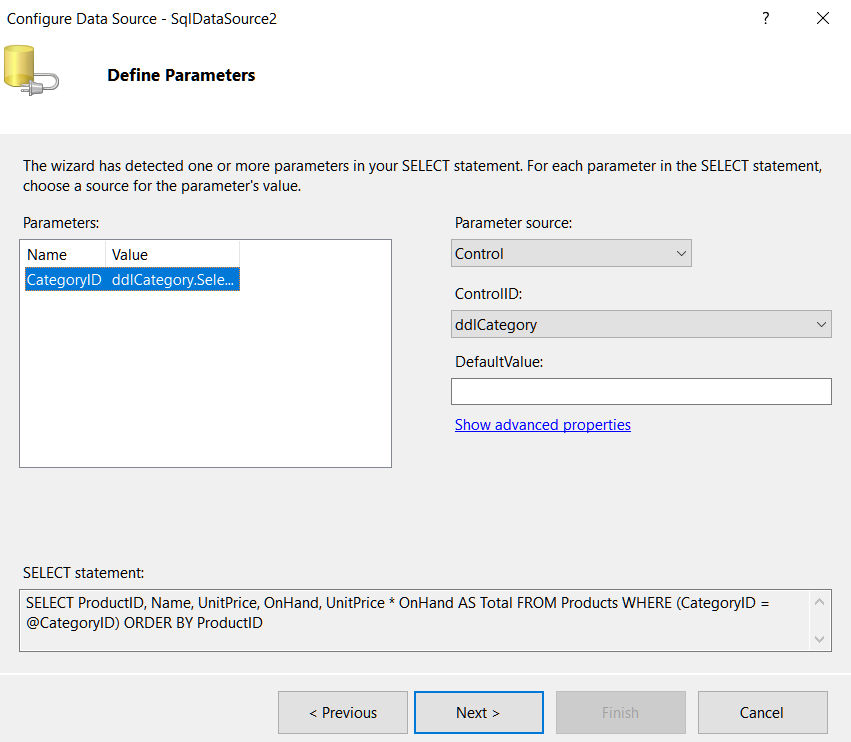 Configure Data Source - SqlDataSource2
?
Define Parameters
The wizard has detected one or more parameters in your SELECT statement. For each parameter in the SELECT statement,
choose a source for the parameter's value.
Parameters:
Name Value
CategoryID ddlCategory.Sele...
Parameter source:
Control
ControlID:
ddlCategory
DefaultValue:
Show advanced properties
SELECT statement:
SELECT ProductID, Name, UnitPrice, OnHand, UnitPrice * OnHand AS Total FROM Products WHERE (CategoryID =
@CategoryID) ORDER BY ProductID
< Previous Next > Finish Cancel